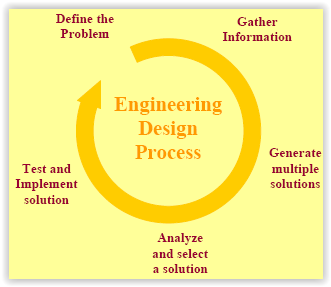 Define the
Problem
Gather
Information
Engineering
Design
Process
Generate
multiple
solutions
Test and
Implement
solution
Analyze
and select
a solution